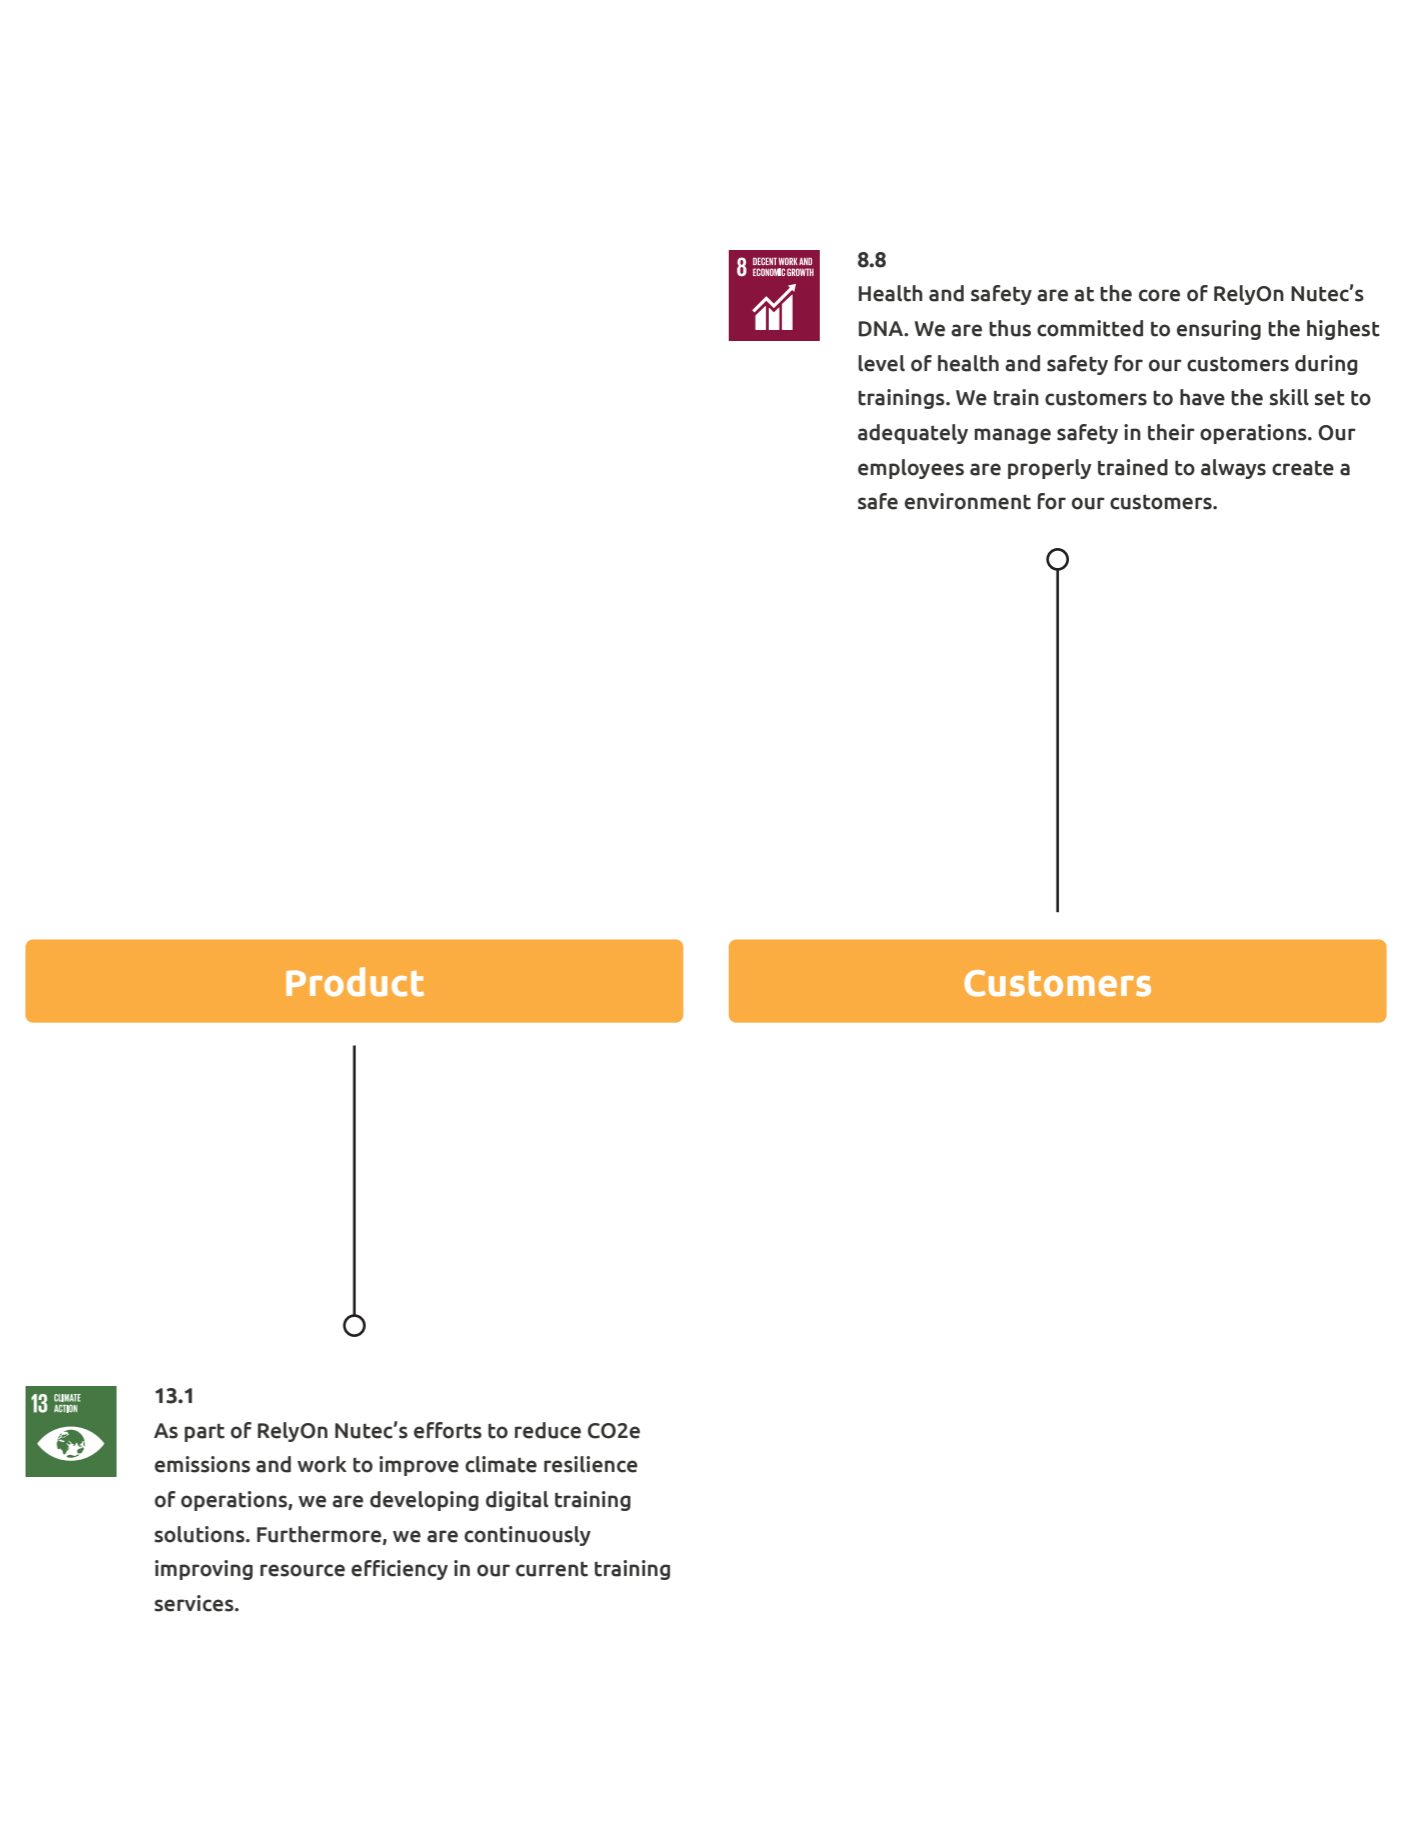 8 DECENT WORK AND
ECONOMIC GROWTH
8.8
Health and safety are at the core of RelyOn Nutec’s
DNA. We are thus committed to ensuring the highest
level of health and safety for our customers during
trainings. We train customers to have the skill set to
adequately manage safety in their operations. Our
employees are properly trained to always create a
safe environment for our customers.
Product
Customers
13 CLIMATE
ACTION
13.1
As part of RelyOn Nutec’s efforts to reduce CO2e
emissions and work to improve climate resilience
of operations, we are developing digital training
solutions. Furthermore, we are continuously
improving resource efficiency in our current training
services.